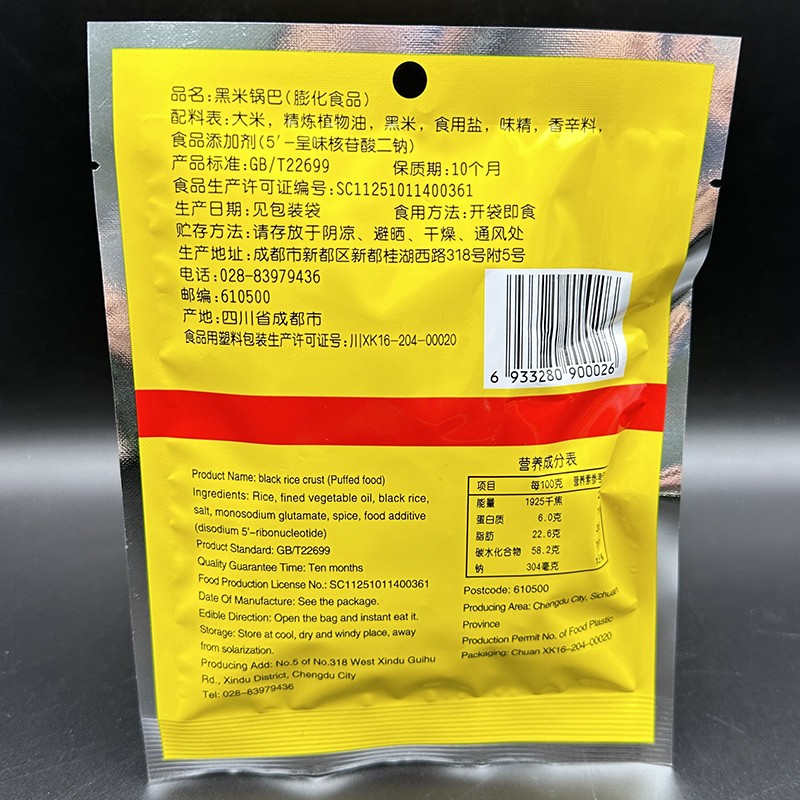 品名:黑米锅巴(膨化食品)
配料表:大米，精炼植物油，黑米，食用盐，味精，香辛料，
食品添加剂(5′-呈味核苷酸二钠)
产品标准:GB/T22699 保质期:10个月
食品生产许可证编号:SC11251011400361
生产日期:见包装袋 食用方法:开袋即食
贮存方法:请存放于阴凉、避晒、干燥、通风处
生产地址:成都市新都区新都桂湖西路318号附5号
电话:028-83979436
邮编:610500
产地:四川省成都市
食品用塑料包装生产许可证号:川XK16-204-00020
6 933280 900026
Product Name: black rice crust (Puffed food)
Ingredients: Rice, fined vegetable oil, black rice,
salt, monosodium glutamate, spice, food additive
(disodium 5'-ribonucleotide)
Product Standard: GB/T22699
Quality Guarantee Time: Ten months
Food Production License No.: SC11251011400361
Date Of Manufacture: See the package.
Edible Direction: Open the bag and instant eat it.
Storage: Store at cool, dry and windy place, away
from solarization.
Producing Add: No.5 of No.318 West Xindu Guihu
Rd., Xindu District, Chengdu City
Tel: 028-83979436
营养成分表
项目 每100克 营养素参考
能量 1925千焦
蛋白质 6.0克
脂肪 22.6克
碳水化合物 58.2克
钠 304毫克 15%
Postcode: 610500
Producing Area: Chengdu City, Sichuan
Province
Production Permit No. of Food Plastic
Packaging: Chuan XK16-204-00020